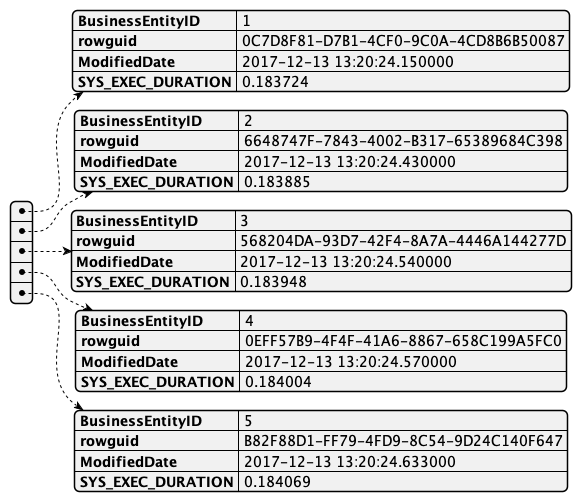 BusinessEntityID 1
rowguid 0C7D8F81-D7B1-4CF0-9C0A-4CD8B6B50087
ModifiedDate 2017-12-13 13:20:24.150000
SYS_EXEC_DURATION 0.183724
BusinessEntityID 2
rowguid 6648747F-7843-4002-B317-65389684C398
ModifiedDate 2017-12-13 13:20:24.430000
SYS_EXEC_DURATION 0.183885
BusinessEntityID 3
rowguid 568204DA-93D7-42F4-8A7A-4446A144277D
ModifiedDate 2017-12-13 13:20:24.540000
SYS_EXEC_DURATION 0.183948
BusinessEntityID 4
rowguid 0EFF57B9-4F4F-41A6-8867-658C199A5FC0
ModifiedDate 2017-12-13 13:20:24.570000
SYS_EXEC_DURATION 0.184004
BusinessEntityID 5
rowguid B82F88D1-FF79-4FD9-8C54-9D24C140F647
ModifiedDate 2017-12-13 13:20:24.633000
SYS_EXEC_DURATION 0.184069